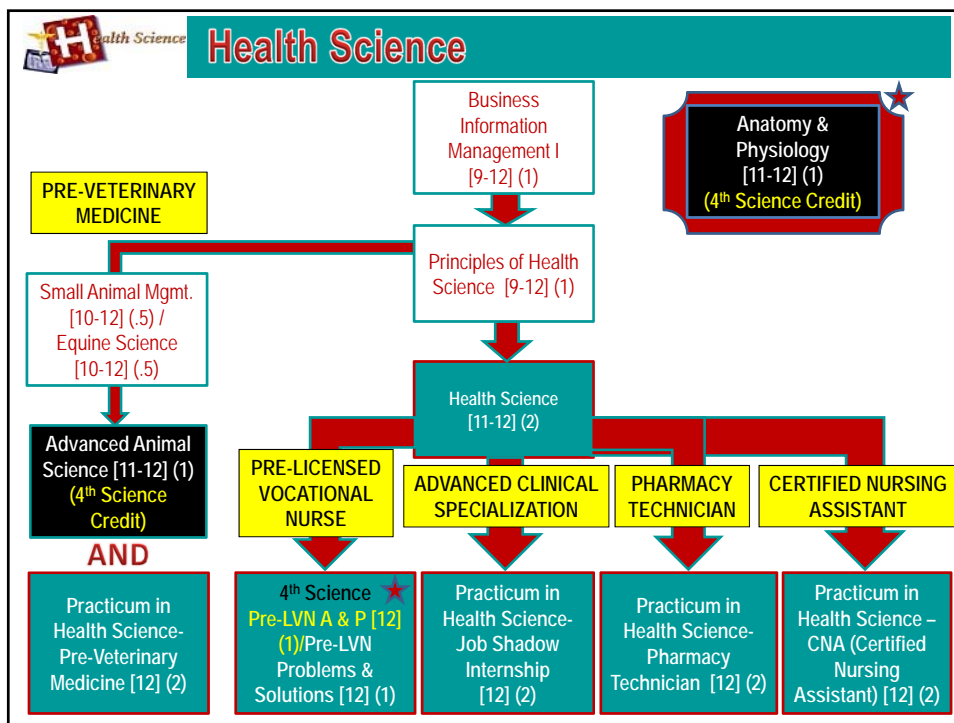 Health Science
Health Science
Business
Information
Management I
[9-12] (1)
Anatomy &
Physiology
[11-12] (1)
(4th Science Credit)
PRE-VETERINARY
MEDICINE
Principles of Health
Science [9-12] (1)
Small Animal Mgmt.
[10-12] (.5) /
Equine Science
[10-12] (.5)
Health Science
[11-12] (2)
Advanced Animal
Science [11-12] (1)
(4th Science
Credit)
AND
PRE-LICENSED
VOCATIONAL
NURSE
ADVANCED CLINICAL
SPECIALIZATION
PHARMACY
TECHNICIAN
CERTIFIED NURSING
ASSISTANT
Practicum in
Health Science-
Pre-Veterinary
Medicine [12] (2)
4th Science
Pre-LVN A & P [12]
(1)/Pre-LVN
Problems &
Solutions [12] (1)
Practicum in
Health Science-
Job Shadow
Internship
[12] (2)
Practicum in
Health Science-
Pharmacy
Technician [12] (2)
Practicum in
Health Science –
CNA (Certified
Nursing
Assistant) [12] (2)